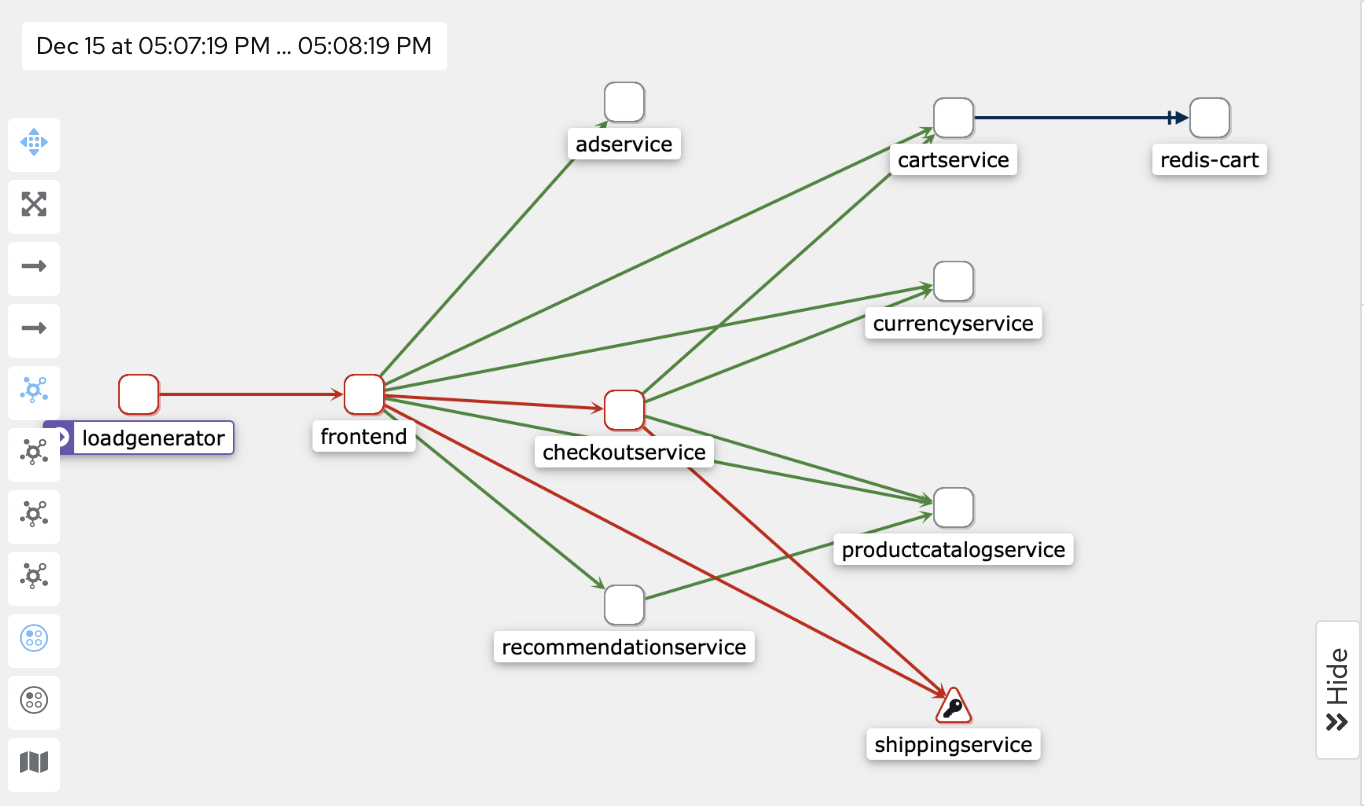 Dec 15 at 05:07:19 PM ... 05:08:19 PM
adservice
cartservice
redis-cart
currencyservice
loadgenerator
frontend
checkoutservice
productcatalogservice
recommendationservice
shippingservice
Hide